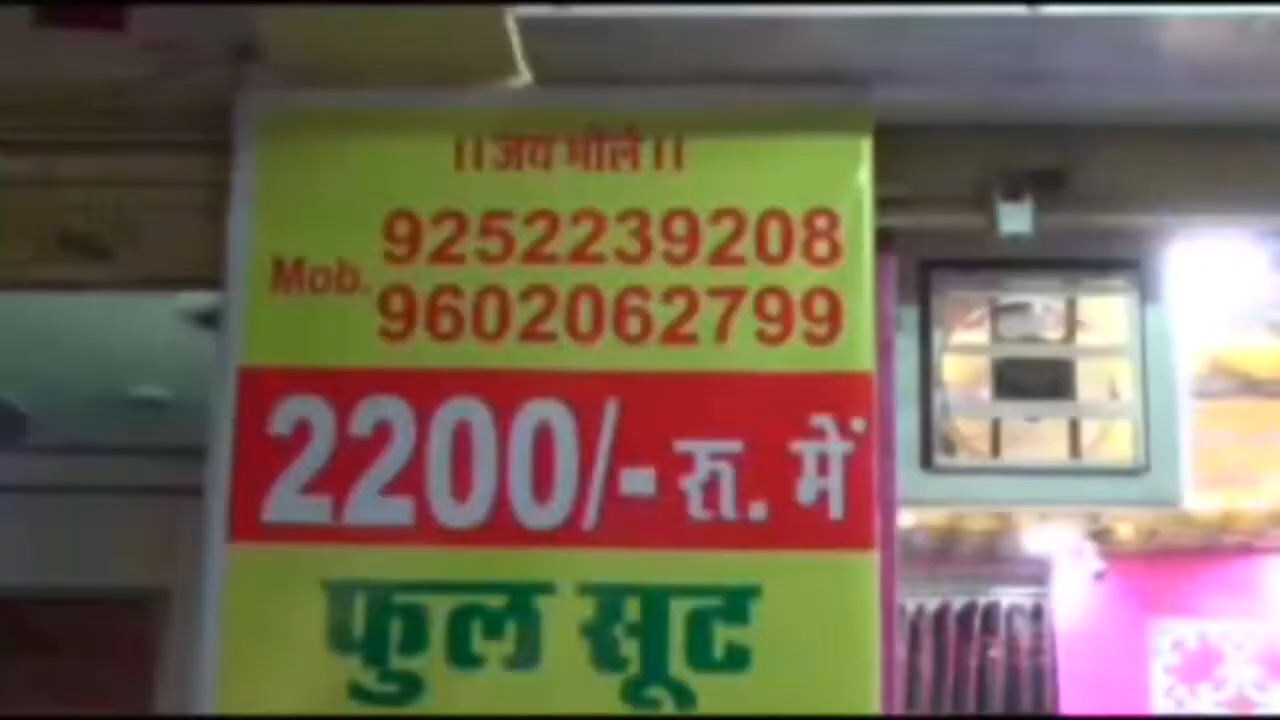 ।। जय भोले ।।
9252239208
Mob.
9602062799
2200/- रू. में
फुल सूट